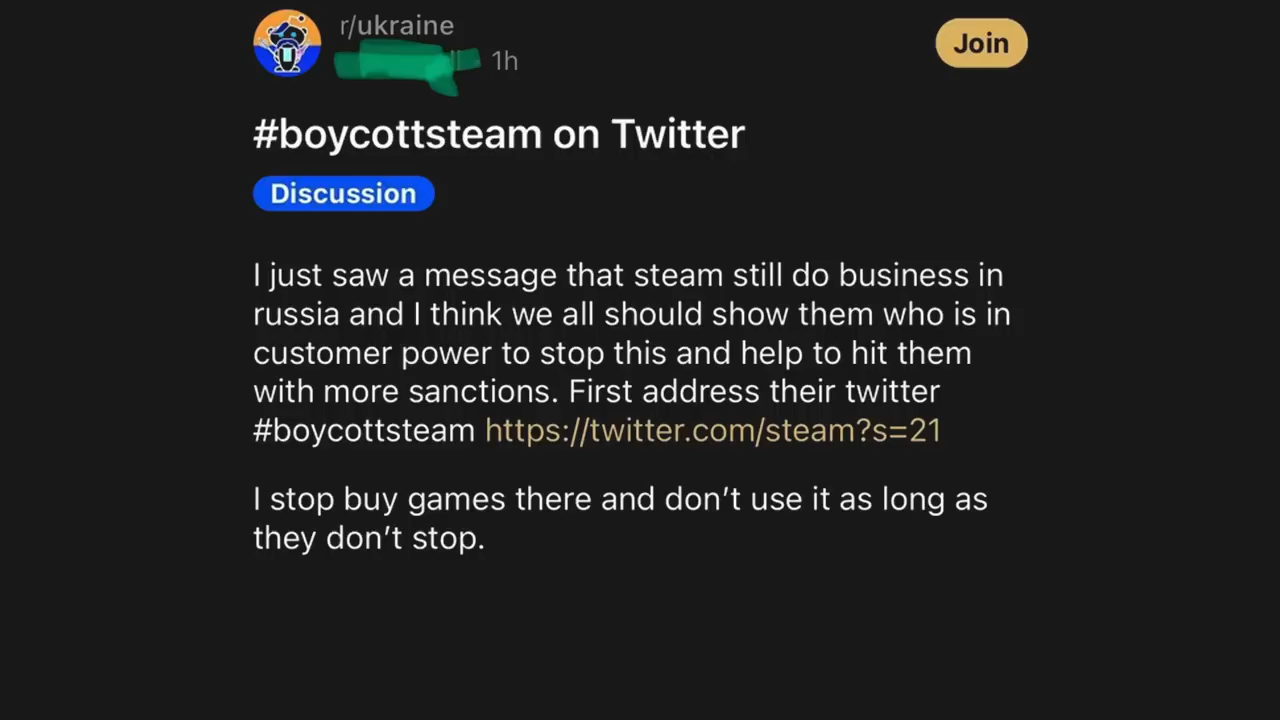 r/ukraine
1h
Join
#boycottsteam on Twitter
Discussion
I just saw a message that steam still do business in
russia and I think we all should show them who is in
customer power to stop this and help to hit them
with more sanctions. First address their twitter
#boycottsteam https://twitter.com/steam?s=21
I stop buy games there and don’t use it as long as
they don’t stop.